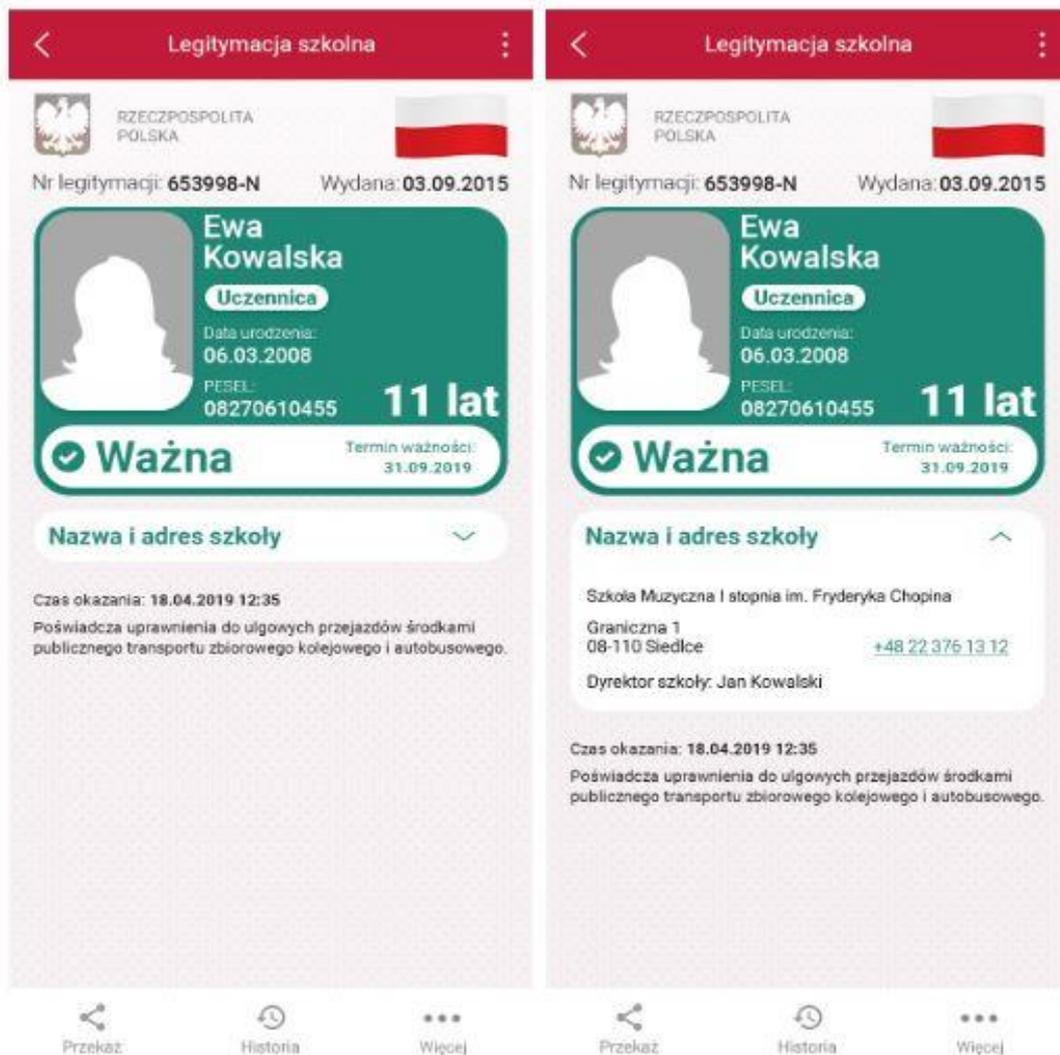 Legitymacja szkolna
RZECZPOSPOLITA
POLSKA
Nr legitymacji: 653998-N Wydana: 03.09.2015
Ewa
Kowalska
Uczennica
Data urodzenia:
06.03.2008
PESEL:
08270610455 11 lat
Ważna Termin ważności:
31.09.2019
Nazwa i adres szkoły
Czas okazania: 18.04.2019 12:35
Poświadcza uprawnienia do ulgowych przejazdów środkami
publicznego transportu zbiorowego kolejowego i autobusowego.
Przekaż Historia Więcej
Legitymacja szkolna
RZECZPOSPOLITA
POLSKA
Nr legitymacji: 653998-N Wydana: 03.09.2015
Ewa
Kowalska
Uczennica
Data urodzenia:
06.03.2008
PESEL:
08270610455 11 lat
Ważna Termin ważności:
31.09.2019
Nazwa i adres szkoły
Szkoła Muzyczna I stopnia im. Fryderyka Chopina
Graniczna 1
08-110 Siedlce +48 22 376 13 12
Dyrektor szkoły: Jan Kowalski
Czas okazania: 18.04.2019 12:35
Poświadcza uprawnienia do ulgowych przejazdów środkami
publicznego transportu zbiorowego kolejowego i autobusowego.
Przekaż Historia Więcej